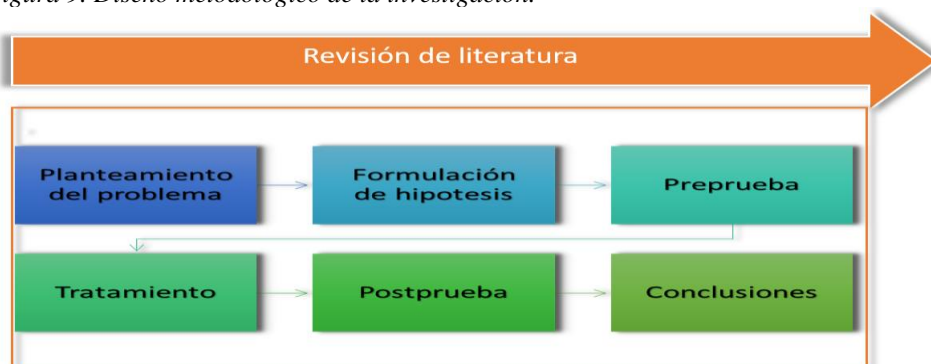 igura 9. Diseño metodológico de la investigación.
Revisión de literatura
Planteamiento
del problema
Formulación
de hipotesis
Preprueba
Tratamiento
Postprueba
Conclusiones